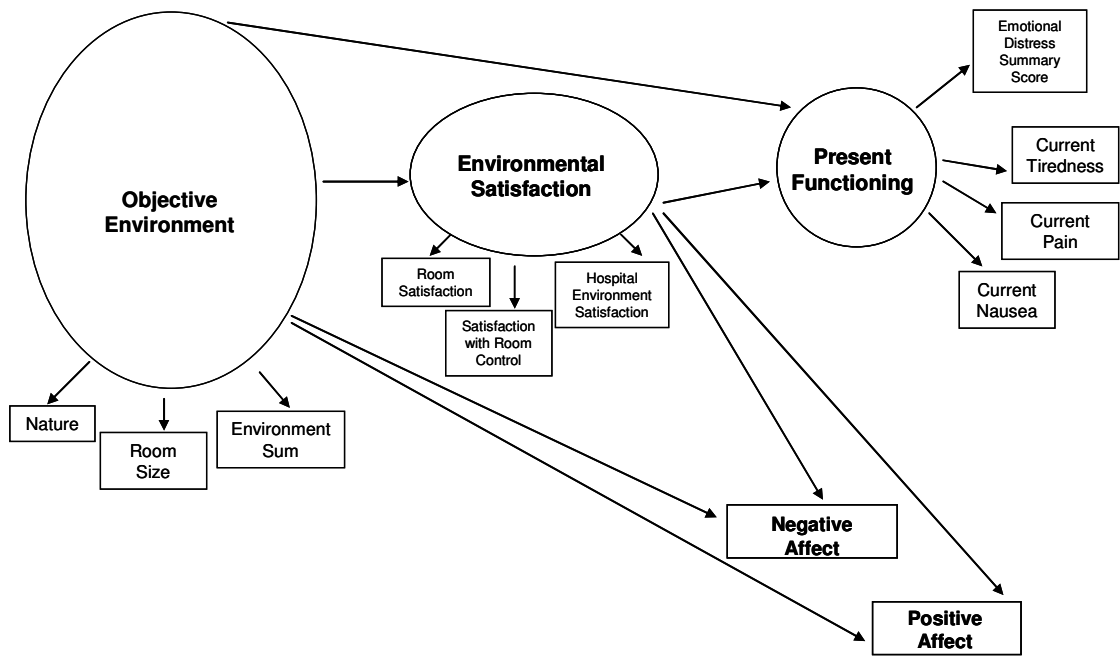 Objective
Environment
Environmental
Satisfaction
Present
Functioning
Emotional
Distress
Summary
Score
Current
Tiredness
Current
Pain
Current
Nausea
Room
Satisfaction
Satisfaction
with Room
Control
Hospital
Environment
Satisfaction
Nature
Room
Size
Environment
Sum
Negative
Affect
Positive
Affect